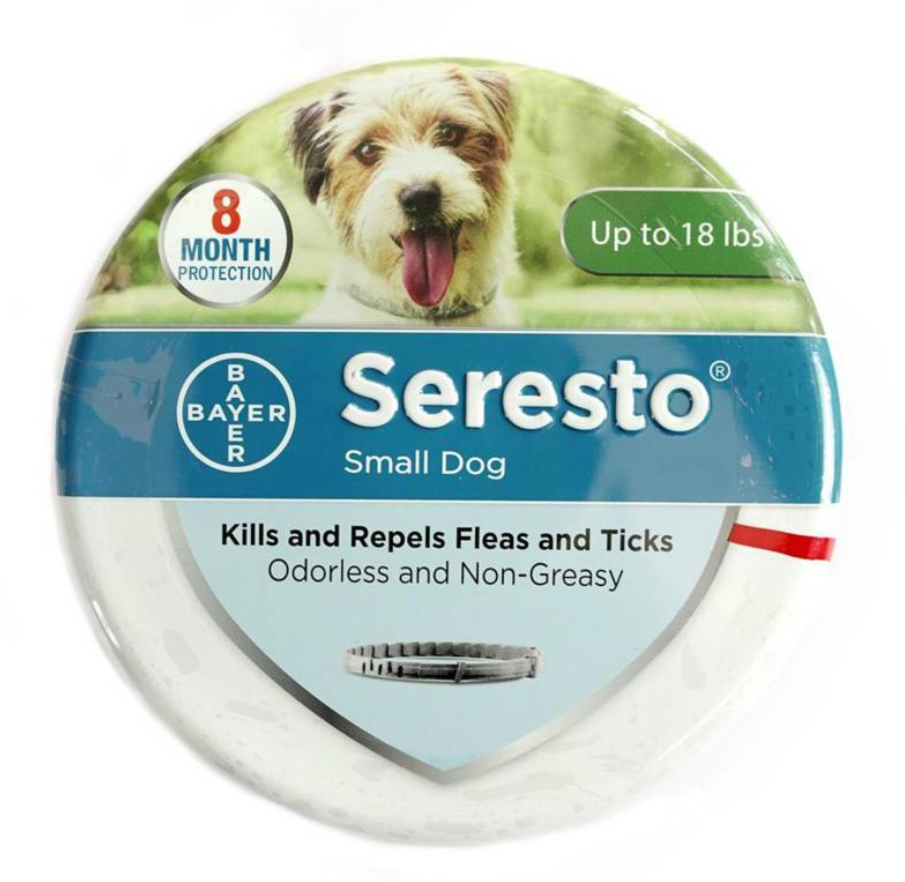 8
MONTH
PROTECTION
Up to 18 lbs
BAYER
BAYER
Seresto®
Small Dog
Kills and Repels Fleas and Ticks
Odorless and Non-Greasy